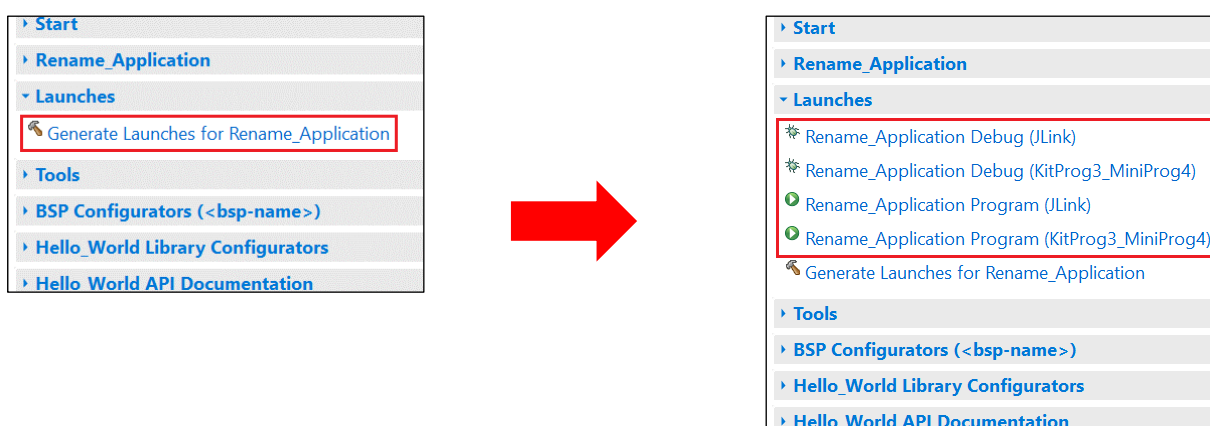 Start
Rename_Application
Launches
Generate Launches for Rename_Application
Tools
BSP Configurators (<bsp-name>)
Hello_World Library Configurators
Hello_World API Documentation
Start
Rename_Application
Launches
Rename_Application Debug (JLink)
Rename_Application Debug (KitProg3_MiniProg4)
Rename_Application Program (JLink)
Rename_Application Program (KitProg3_MiniProg4)
Generate Launches for Rename_Application
Tools
BSP Configurators (<bsp-name>)
Hello_World Library Configurators
Hello_World API Documentation